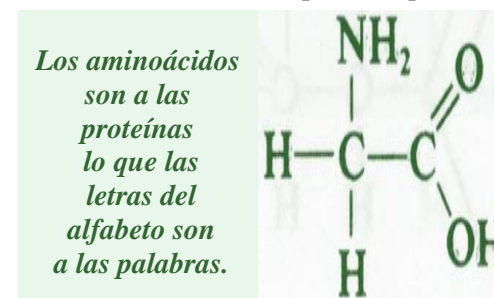 Los aminoácidos
son a las
proteínas
lo que las
letras del
alfabeto son
a las palabras.
NH₂
O
H—C—C
OH
H